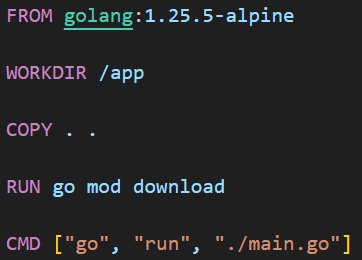 FROM golang:1.25.5-alpine
WORKDIR /app
COPY . .
RUN go mod download
CMD ["go", "run", "./main.go"]